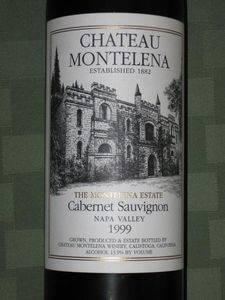 CHATEAU
MONTELENA
ESTABLISHED 1882
THE MONTELENA ESTATE
Cabernet Sauvignon
NAPA VALLEY
1999
GROWN, PRODUCED & ESTATE BOTTLED BY
CHATEAU MONTELENA WINERY, CALISTOGA, CALIFORNIA
ALCOHOL 13.5% BY VOLUME